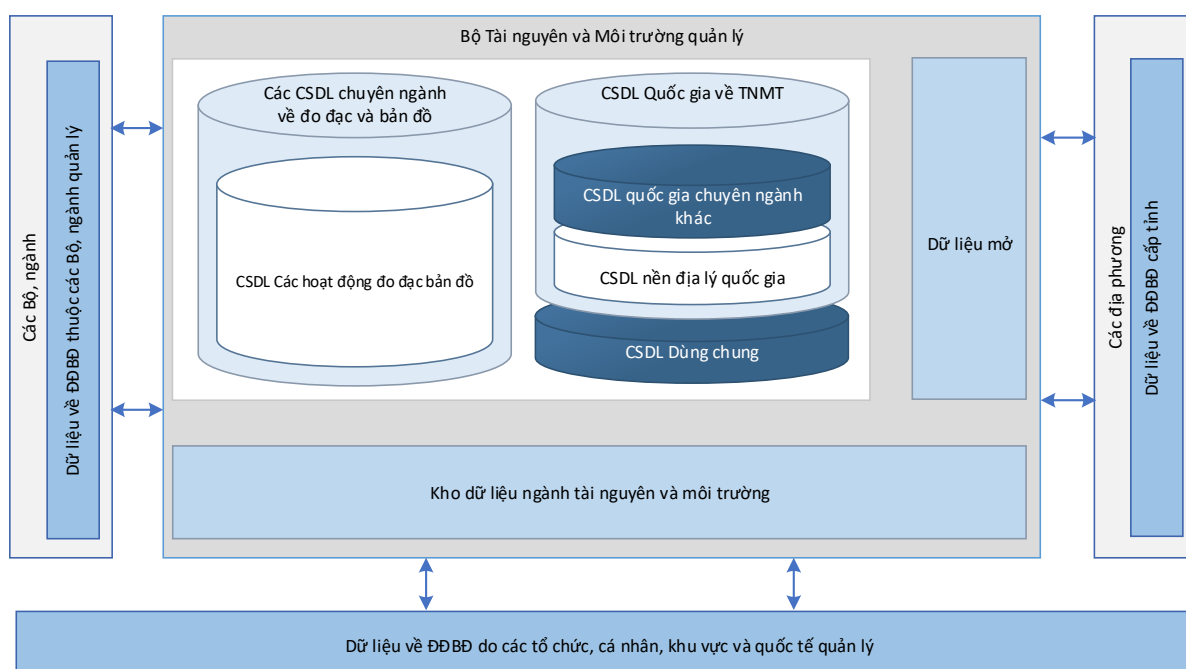 Bộ Tài nguyên và Môi trường quản lý
Các Bộ, ngành
Dữ liệu về ĐĐBĐ thuộc các Bộ, ngành quản lý
Các CSDL chuyên ngành
về đo đạc và bản đồ
CSDL Các hoạt động đo đạc bản đồ
CSDL Quốc gia về TNMT
CSDL quốc gia chuyên ngành
khác
CSDL nền địa lý quốc gia
CSDL Dùng chung
Dữ liệu mở
Các địa phương
Dữ liệu về ĐĐBĐ cấp tỉnh
Kho dữ liệu ngành tài nguyên và môi trường
Dữ liệu về ĐĐBĐ do các tổ chức, cá nhân, khu vực và quốc tế quản lý